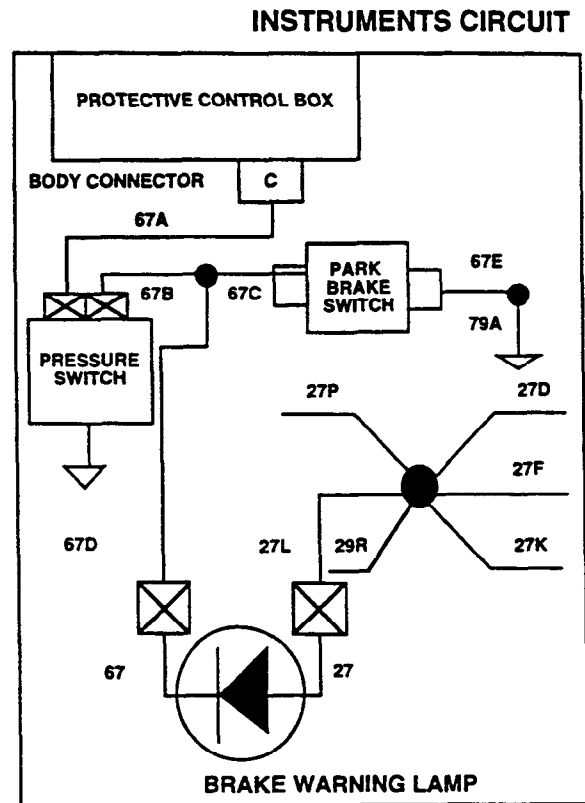 INSTRUMENTS CIRCUIT
PROTECTIVE CONTROL BOX
BODY CONNECTOR
C
67A
67B
67C
PARK
BRAKE
SWITCH
67E
79A
PRESSURE
SWITCH
27P
27D
27F
67D
27L
29R
27K
67
27
BRAKE WARNING LAMP